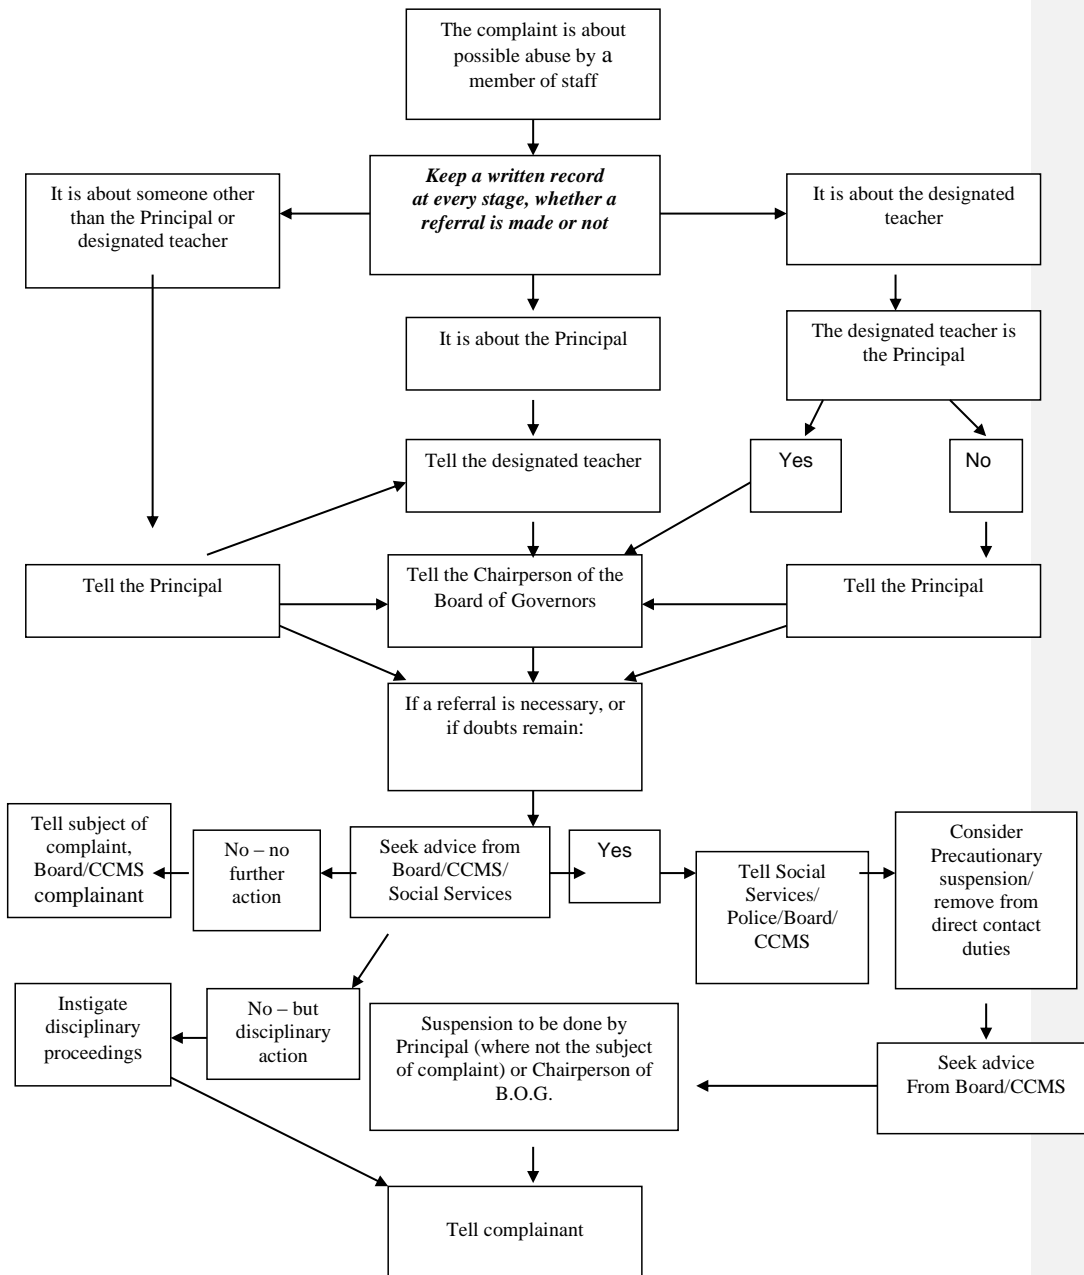 The complaint is about
possible abuse by a
member of staff
Keep a written record
at every stage, whether a
referral is made or not
It is about someone other
than the Principal or
designated teacher
It is about the designated
teacher
It is about the Principal
The designated teacher is
the Principal
Tell the designated teacher
Yes
No
Tell the Principal
Tell the Chairperson of the
Board of Governors
Tell the Principal
If a referral is necessary, or
if doubts remain:
Tell subject of
complaint,
Board/CCMS
complainant
No – no
further
action
Seek advice from
Board/CCMS/
Social Services
Yes
Tell Social
Services/
Police/Board/
CCMS
Consider
Precautionary
suspension/
remove from
direct contact
duties
Instigate
disciplinary
proceedings
No – but
disciplinary
action
Suspension to be done by
Principal (where not the subject
of complaint) or Chairperson of
B.O.G.
Seek advice
From Board/CCMS
Tell complainant